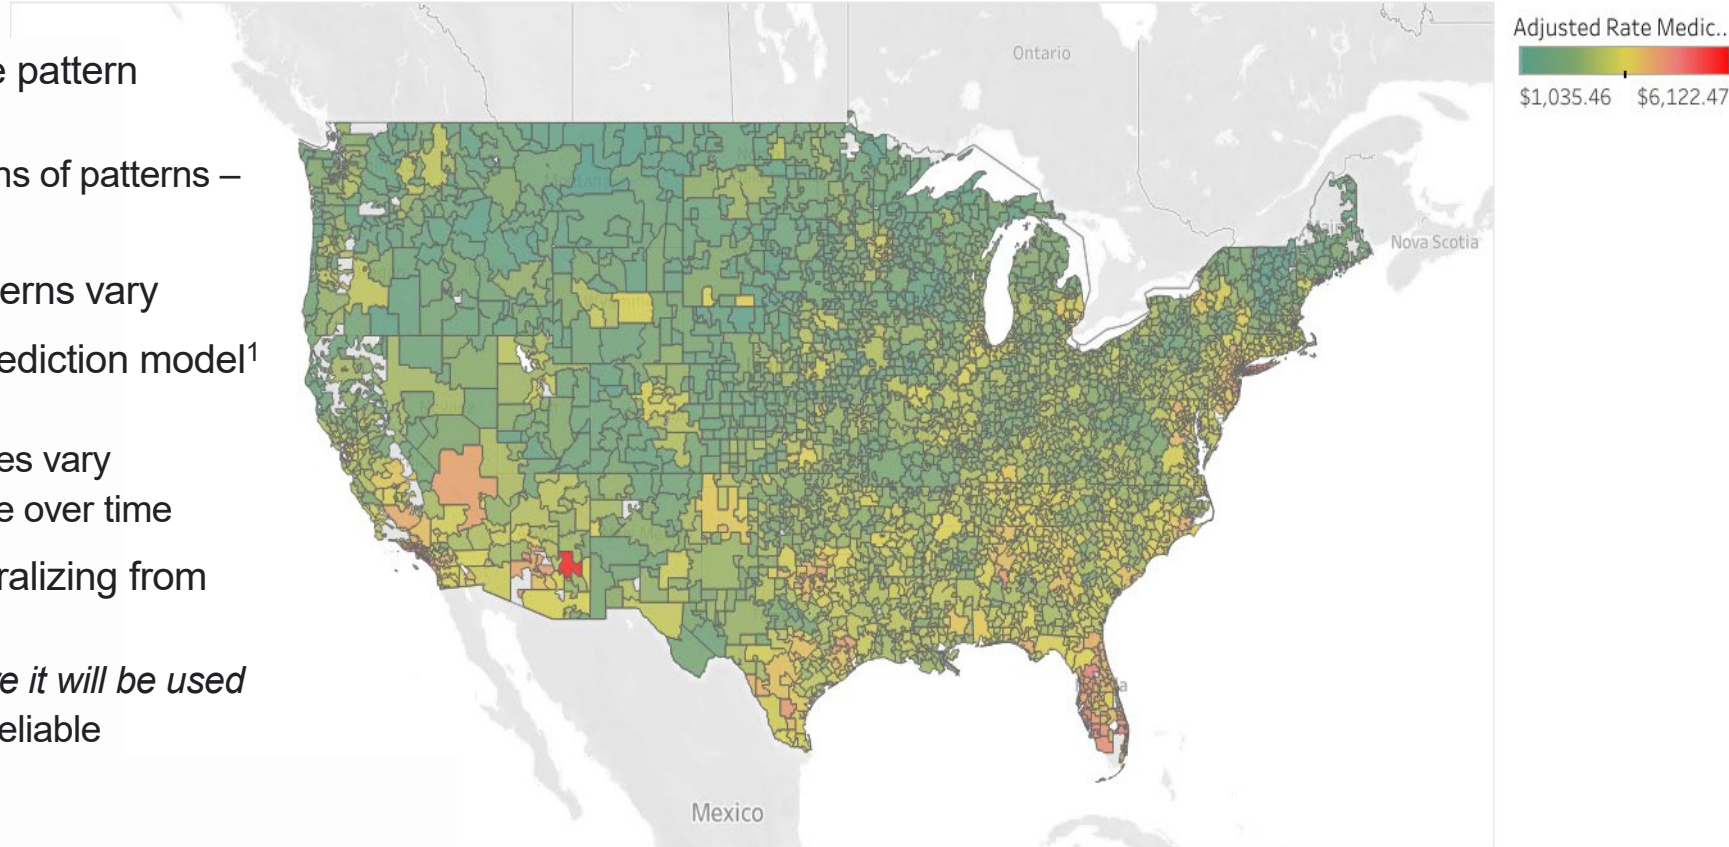 e pattern
ns of patterns –
erns vary
ediction model¹
es vary
e over time
ralizing from
e it will be used
eliable
Ontario
Nova Scotia
Mexico
Adjusted Rate Medic..
$1,035.46 $6,122.47